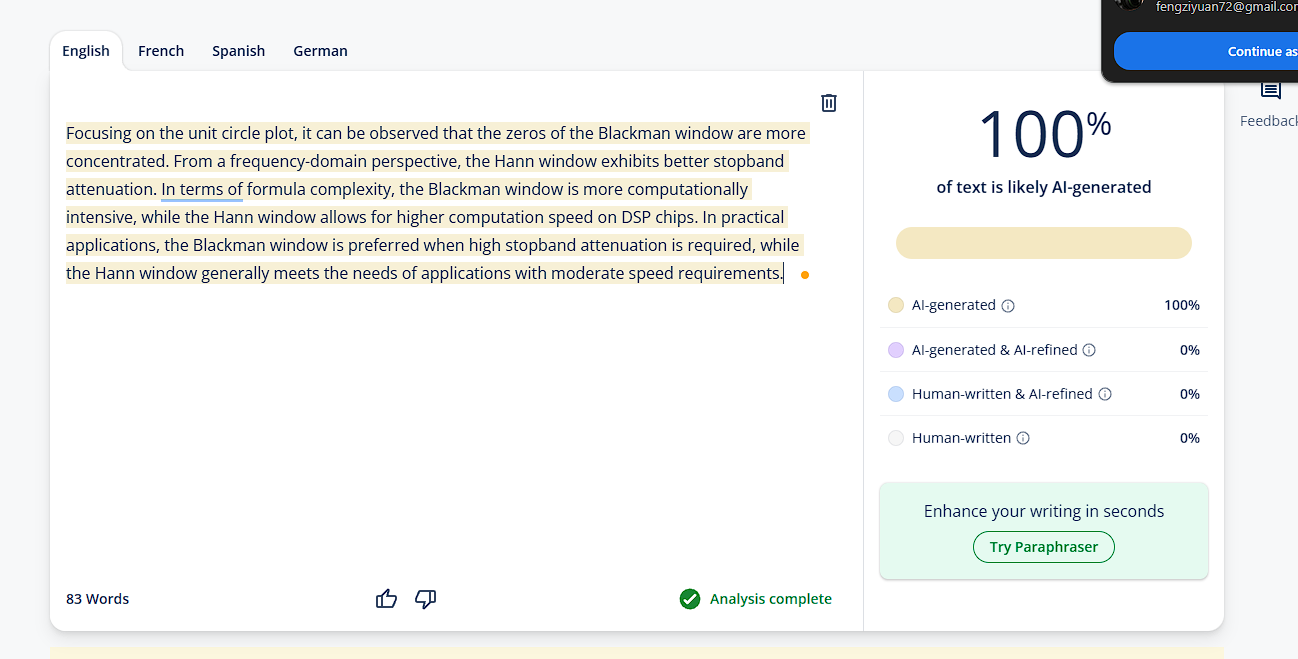 fengziyuan72@gmail.com
Continue as
English French Spanish German
Feedback
Focusing on the unit circle plot, it can be observed that the zeros of the Blackman window are more
concentrated. From a frequency-domain perspective, the Hann window exhibits better stopband
attenuation. In terms of formula complexity, the Blackman window is more computationally
intensive, while the Hann window allows for higher computation speed on DSP chips. In practical
applications, the Blackman window is preferred when high stopband attenuation is required, while
the Hann window generally meets the needs of applications with moderate speed requirements.
83 Words
Analysis complete
100%
of text is likely AI-generated
AI-generated 100%
AI-generated & AI-refined 0%
Human-written & AI-refined 0%
Human-written 0%
Enhance your writing in seconds
Try Paraphraser